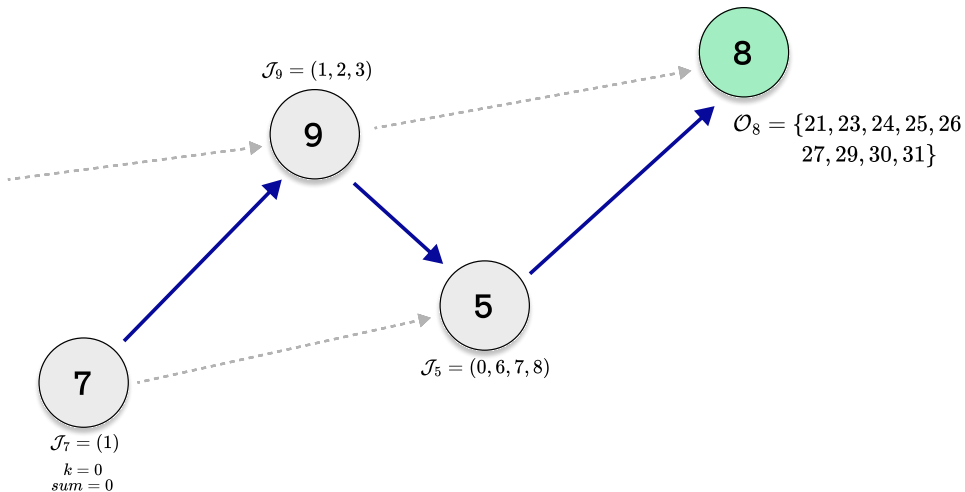 8
𝒥₉ = (1, 2, 3)
9
𝒪₈ = {21, 23, 24, 25, 26
27, 29, 30, 31}
5
𝒥₅ = (0, 6, 7, 8)
7
𝒥₇ = (1)
k = 0
sum = 0